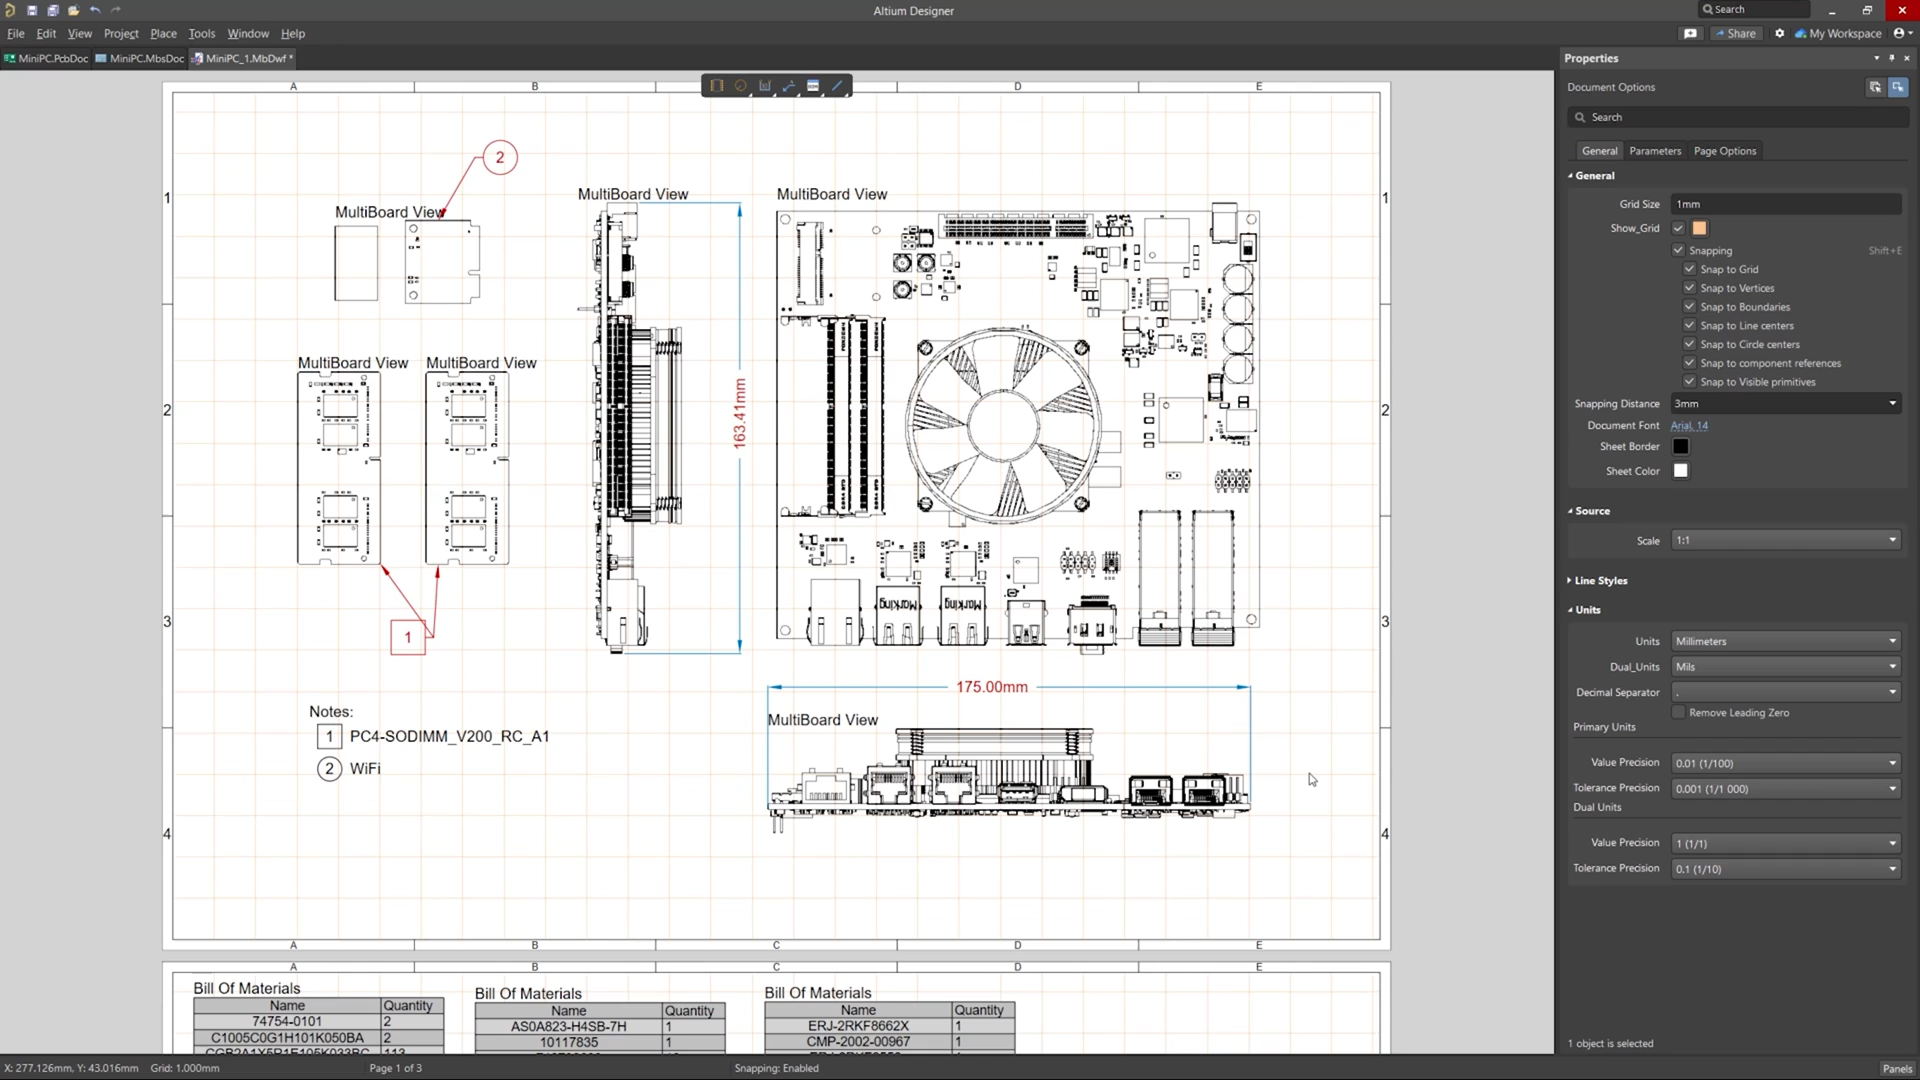 Altium Designer
Search
File Edit View Project Place Tools Window Help
Share
My Workspace
MiniPC.PcbDoc
MiniPC.MbsDoc
MiniPC_1.MbDwf *
Properties
Document Options
Search
General Parameters Page Options
General
Grid Size 1mm
Show_Grid
Snapping Shift+E
Snap to Grid
Snap to Vertices
Snap to Boundaries
Snap to Line centers
Snap to Circle centers
Snap to component references
Snap to Visible primitives
Snapping Distance 3mm
Document Font Arial, 14
Sheet Border
Sheet Color
Source
Scale 1:1
Line Styles
Units
Units Millimeters
Dual_Units Mils
Decimal Separator .
Remove Leading Zero
Primary Units
Value Precision 0.01 (1/100)
Tolerance Precision 0.001 (1/1 000)
Dual Units
Value Precision 1 (1/1)
Tolerance Precision 0.1 (1/10)
1 object is selected
Panels
A B D E
1 1
2 2
3 3
4 4
2
MultiBoard View
MultiBoard View
MultiBoard View
MultiBoard View
MultiBoard View
163.41mm
Marking
Marking
1
175.00mm
MultiBoard View
Notes:
1 PC4-SODIMM_V200_RC_A1
2 WiFi
A B C D E
A B C D E
Bill Of Materials
Name Quantity
74754-0101 2
C1005C0G1H101K050BA 2
Bill Of Materials
Name Quantity
AS0A823-H4SB-7H 1
10117835 1
Bill Of Materials
Name Quantity
ERJ-2RKF8662X 1
CMP-2002-00967 1
X: 277.126mm, Y: 43.016mm Grid: 1.000mm
Page 1 of 3
Snapping: Enabled